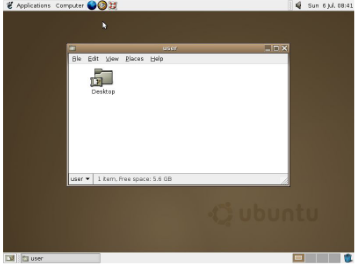 Applications Computer
Sun 6 Jul, 08:41
user
File Edit View Places Help
Desktop
user
1 item, Free space: 5.6 GB
ubuntu
user